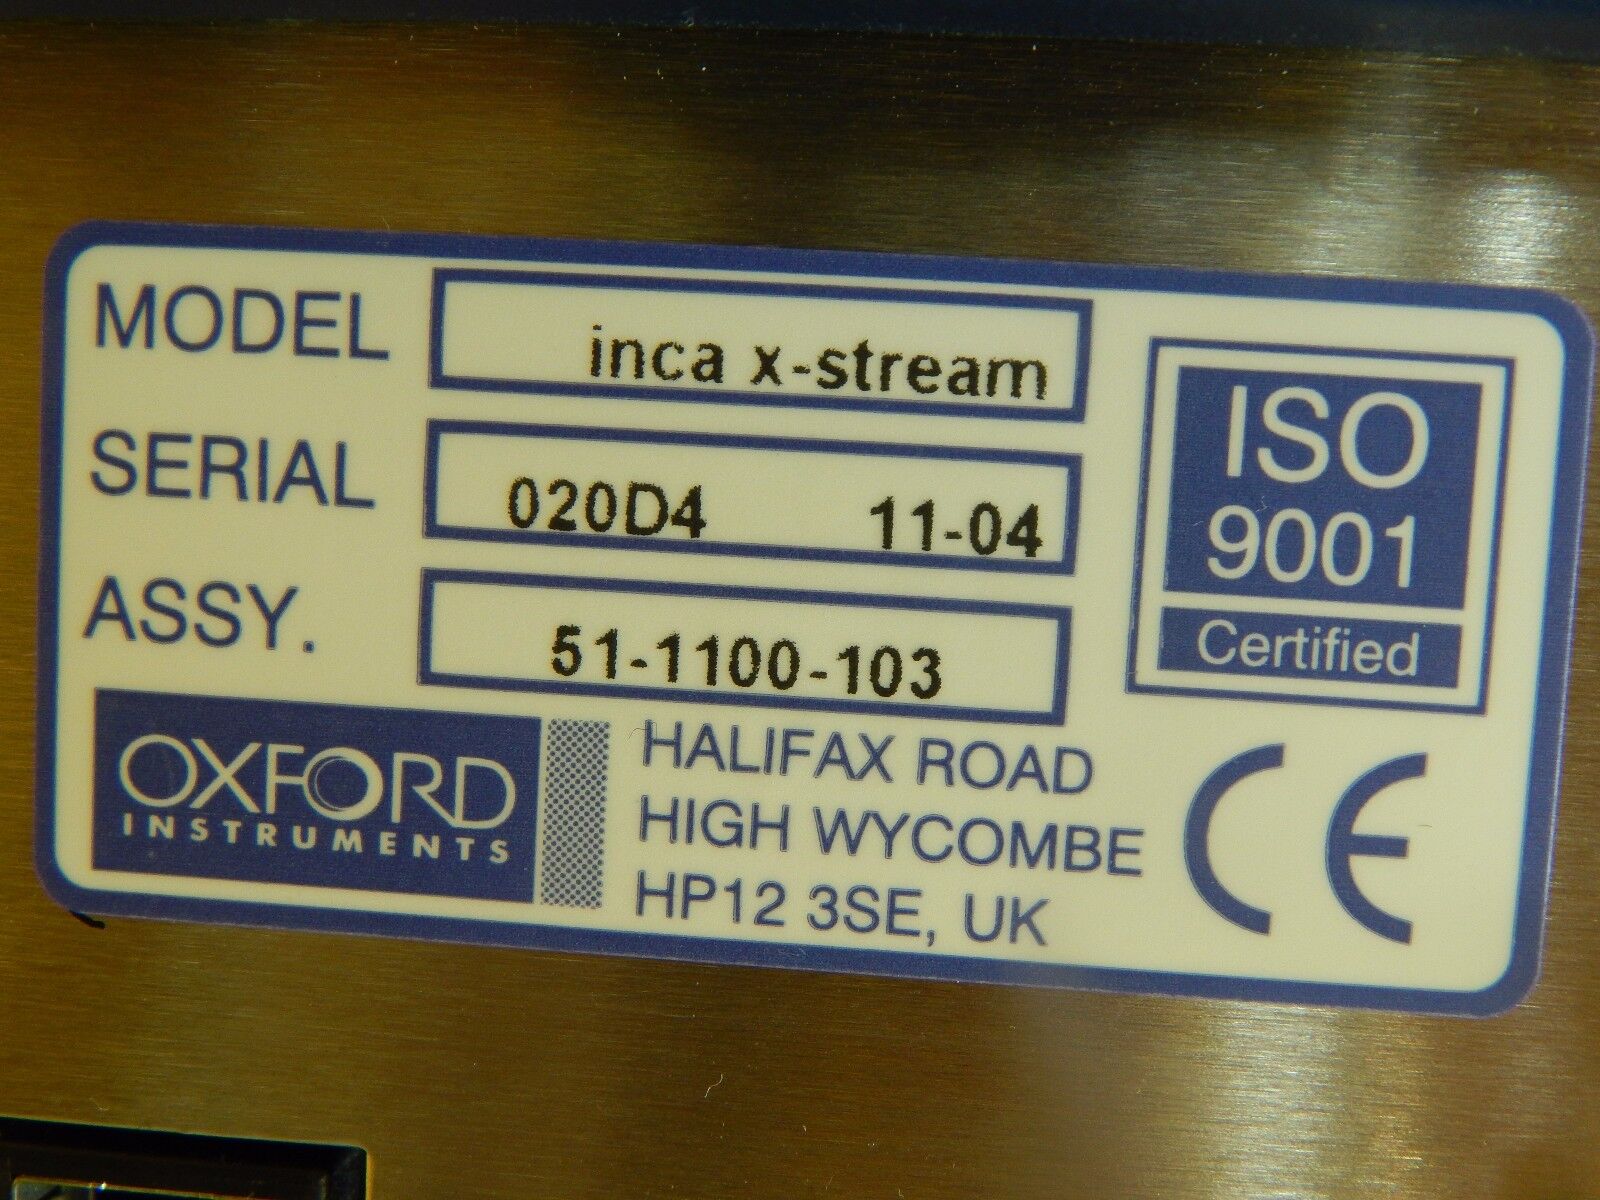 MODEL inca x-stream
SERIAL 020D4 11-04
ASSY. 51-1100-103
ISO
9001
Certified
OXFORD
INSTRUMENTS
HALIFAX ROAD
HIGH WYCOMBE
HP12 3SE, UK
CE